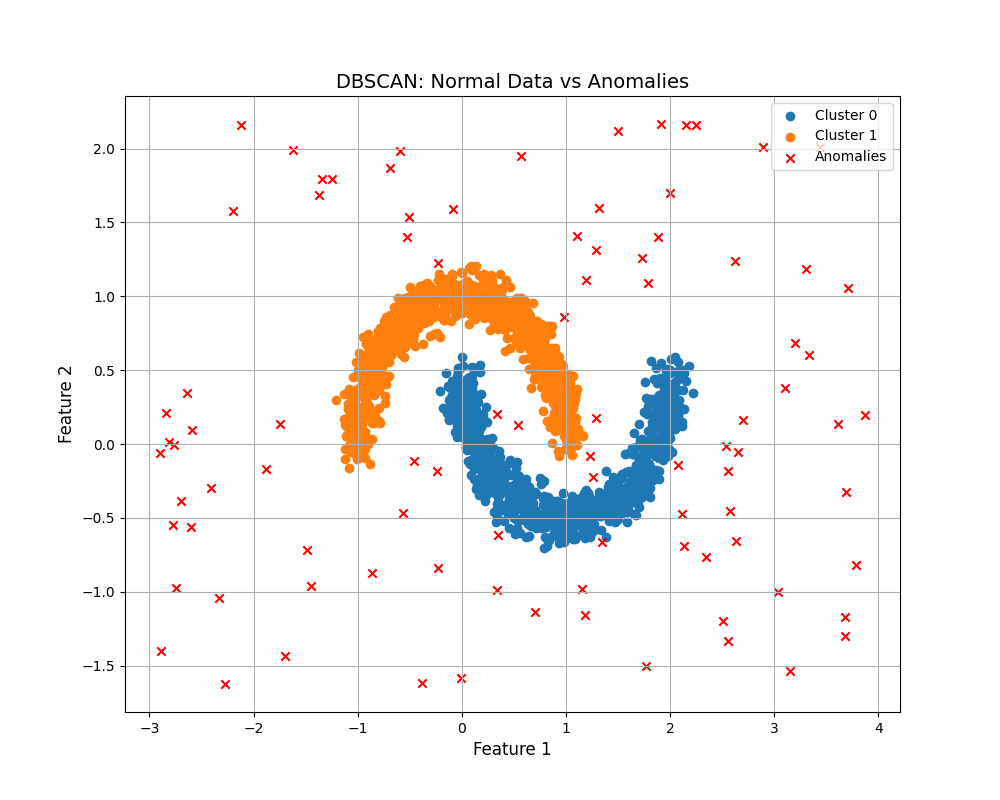 DBSCAN: Normal Data vs Anomalies
Cluster 0
Cluster 1
Anomalies
2.0
1.5
1.0
0.5
0.0
−0.5
−1.0
−1.5
Feature 2
−3
−2
−1
0
1
2
3
4
Feature 1